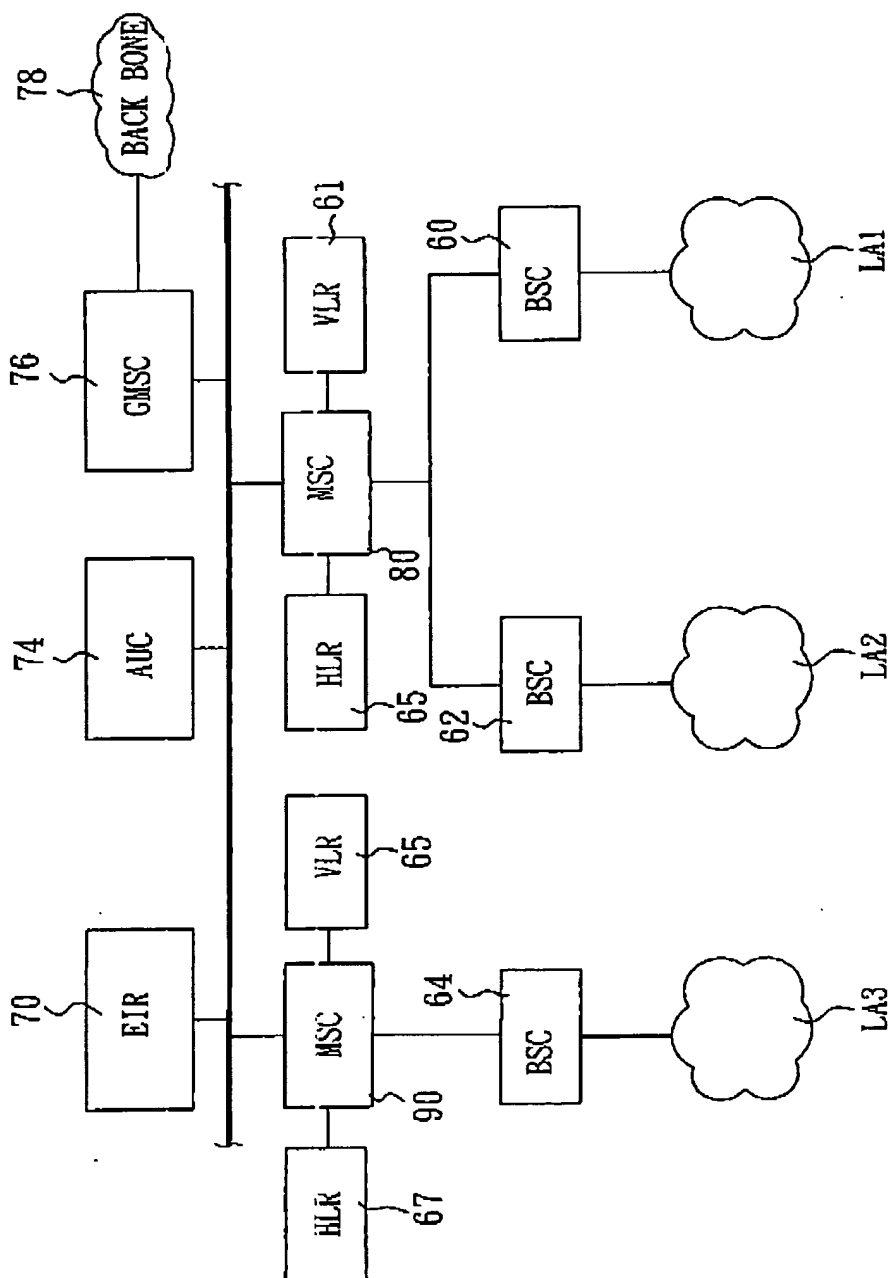 78
BACK BONE
76
GMSC
74
AUC
70
EIR
61
VLR
MSC
80
HLR
65
VLR
65
MSC
90
HLR
67
60
BSC
62
BSC
64
BSC
LA1
LA2
LA3